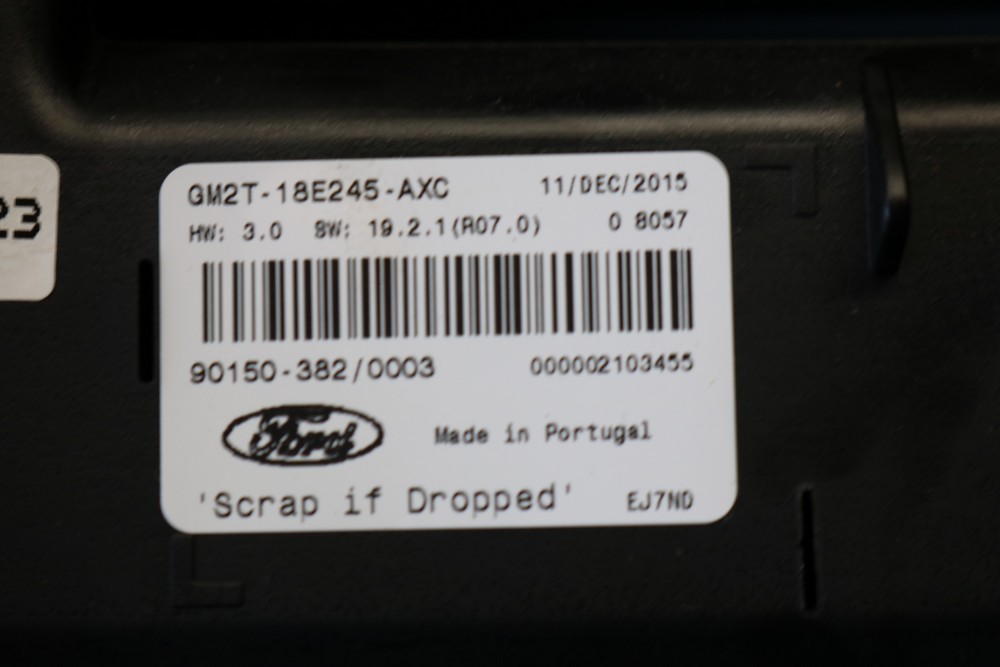 GM2T-18E245-AXC 11/DEC/2015
HW: 3.0 SW: 19.2.1(R07.0) 0 8057
90150-382/0003 000002103455
Ford Made in Portugal
'Scrap if Dropped' EJ7ND
23